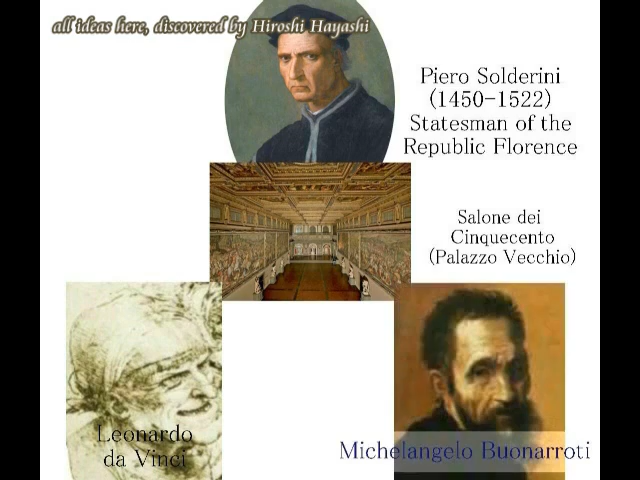 all ideas here, discovered by Hiroshi Hayashi
Piero Solderini
(1450-1522)
Statesman of the
Republic Florence
Salone dei
Cinquecento
(Palazzo Vecchio)
Leonardo
da Vinci
Michelangelo Buonarroti